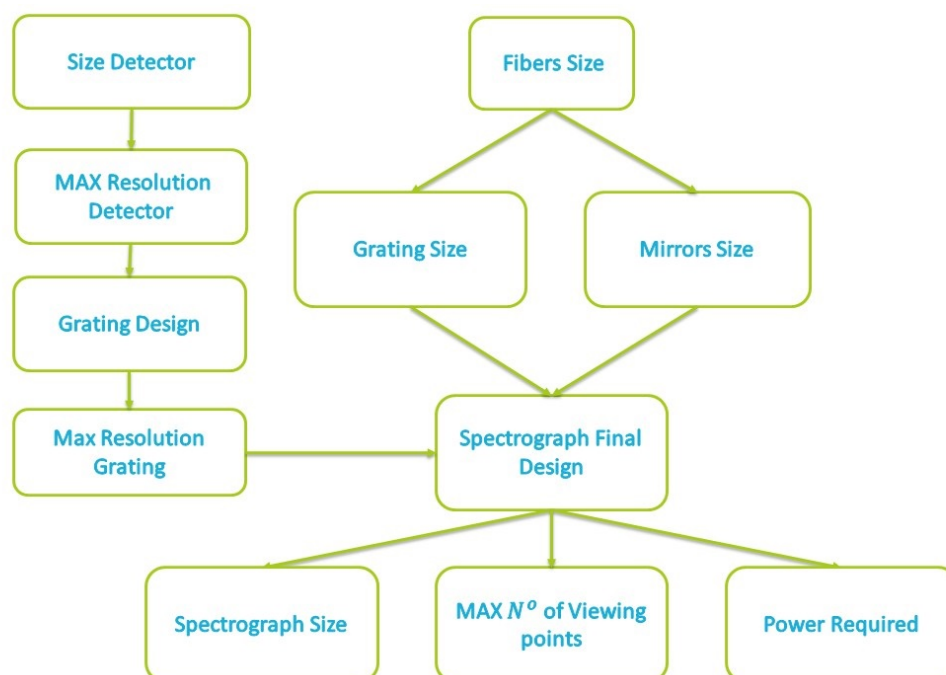 Size Detector
Fibers Size
MAX Resolution
Detector
Grating Size
Mirrors Size
Grating Design
Max Resolution
Grating
Spectrograph Final
Design
Spectrograph Size
MAX Nº of Viewing
points
Power Required